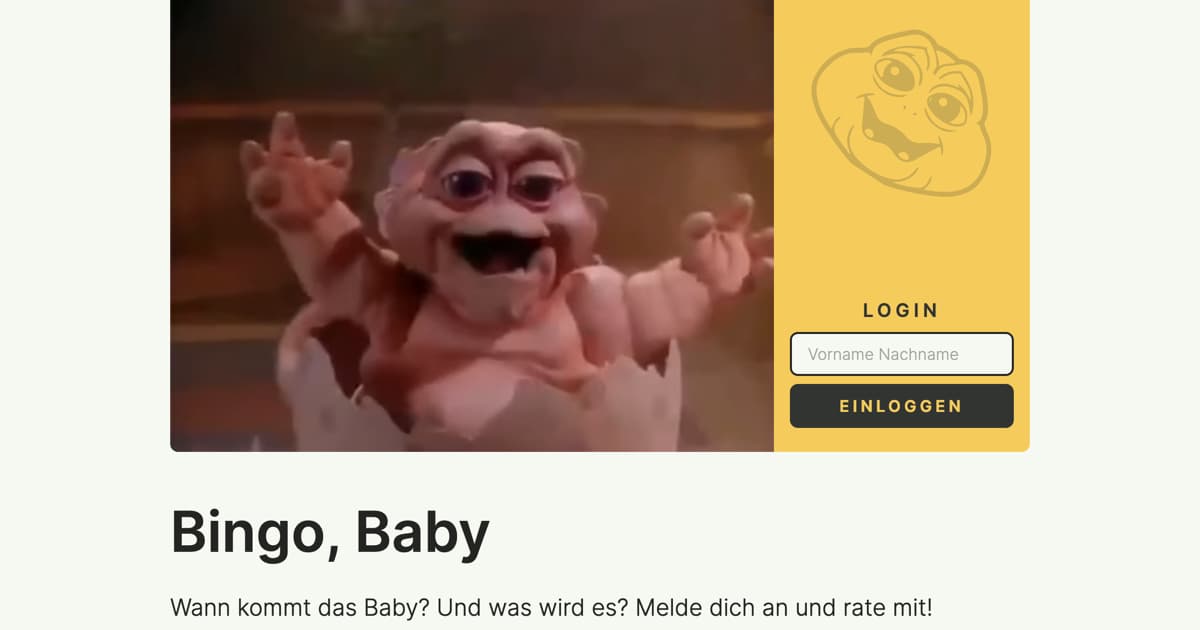 LOGIN
Vorname Nachname
EINLOGGEN
Bingo, Baby
Wann kommt das Baby? Und was wird es? Melde dich an und rate mit!